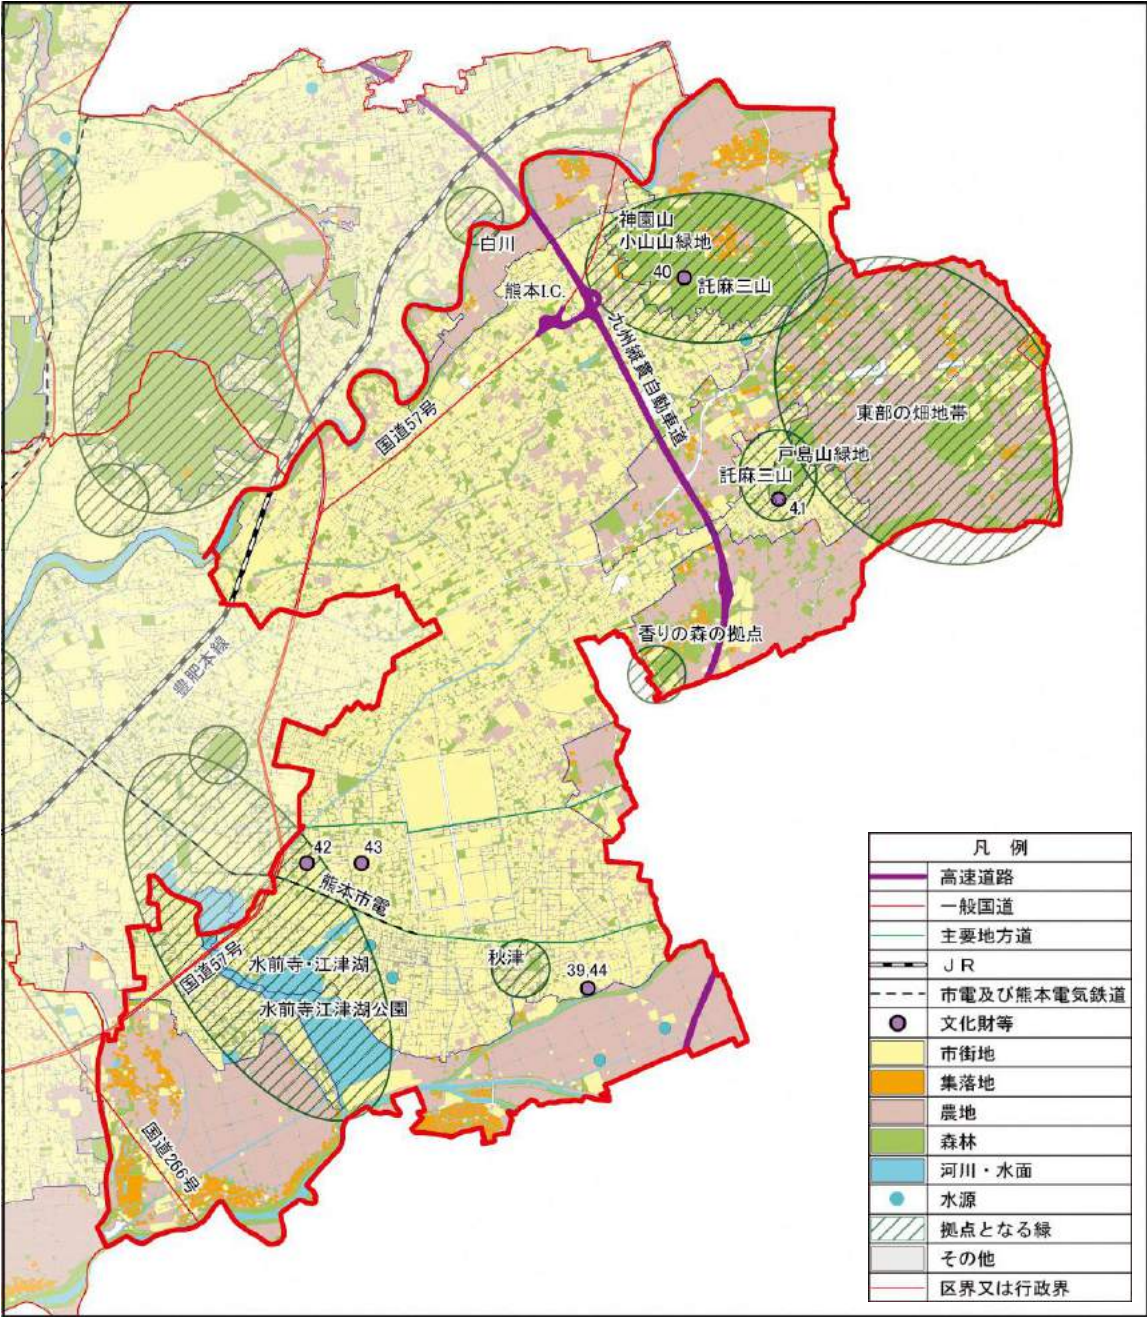 神園山
小山山緑地
白川
40
託麻三山
熊本I.C.
九州縦貫自動車道
国道57号
東部の畑地帯
戸島山緑地
託麻三山
41
香りの森の拠点
豊肥本線
42
43
熊本市電
国道57号
水前寺・江津湖
秋津
39,44
水前寺江津湖公園
国道266号
凡 例
高速道路
一般国道
主要地方道
JR
市電及び熊本電気鉄道
文化財等
市街地
集落地
農地
森林
河川・水面
水源
拠点となる緑
その他
区界又は行政界